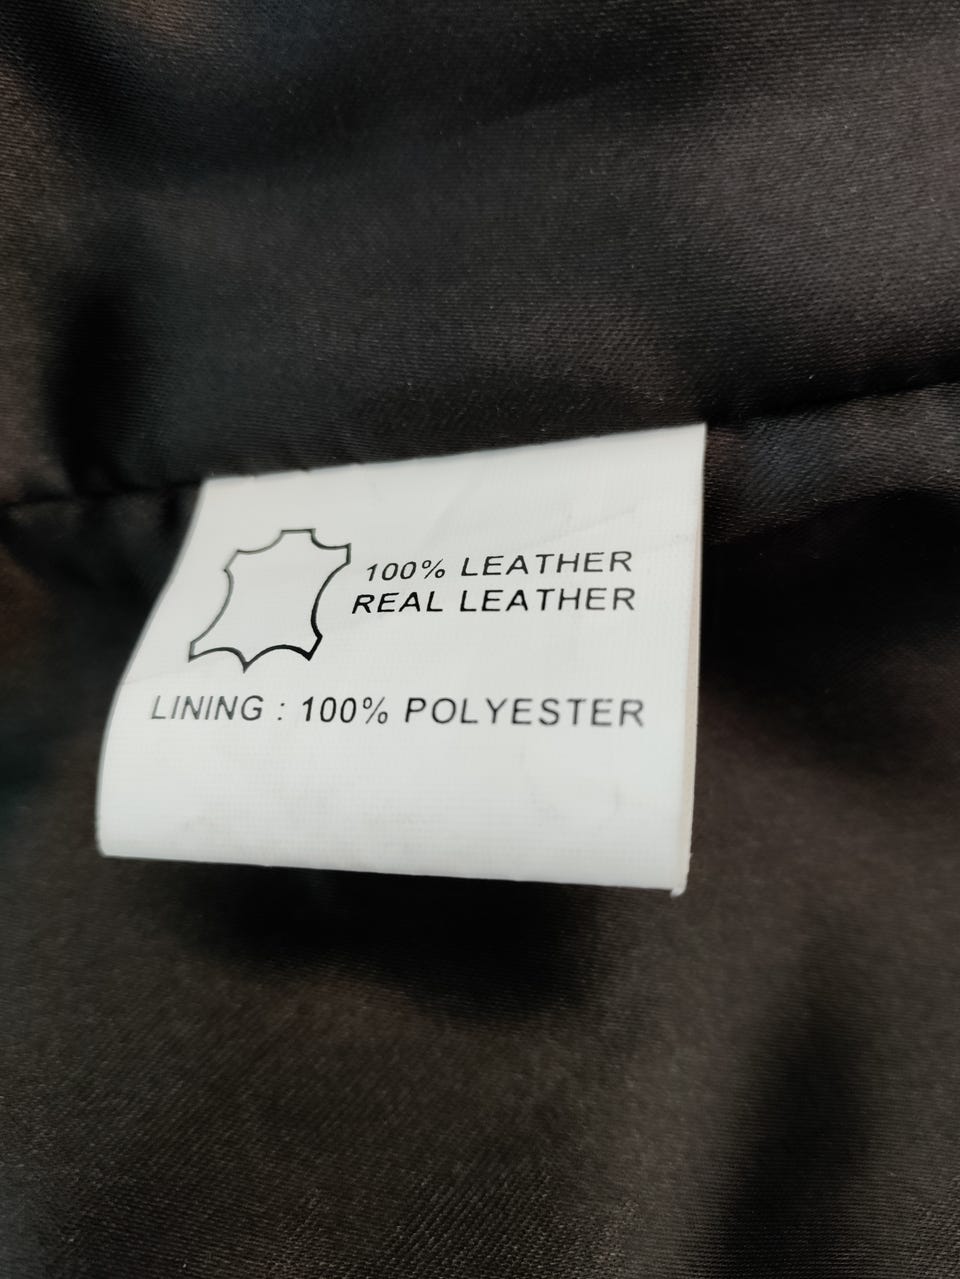 100% LEATHER
REAL LEATHER
LINING : 100% POLYESTER